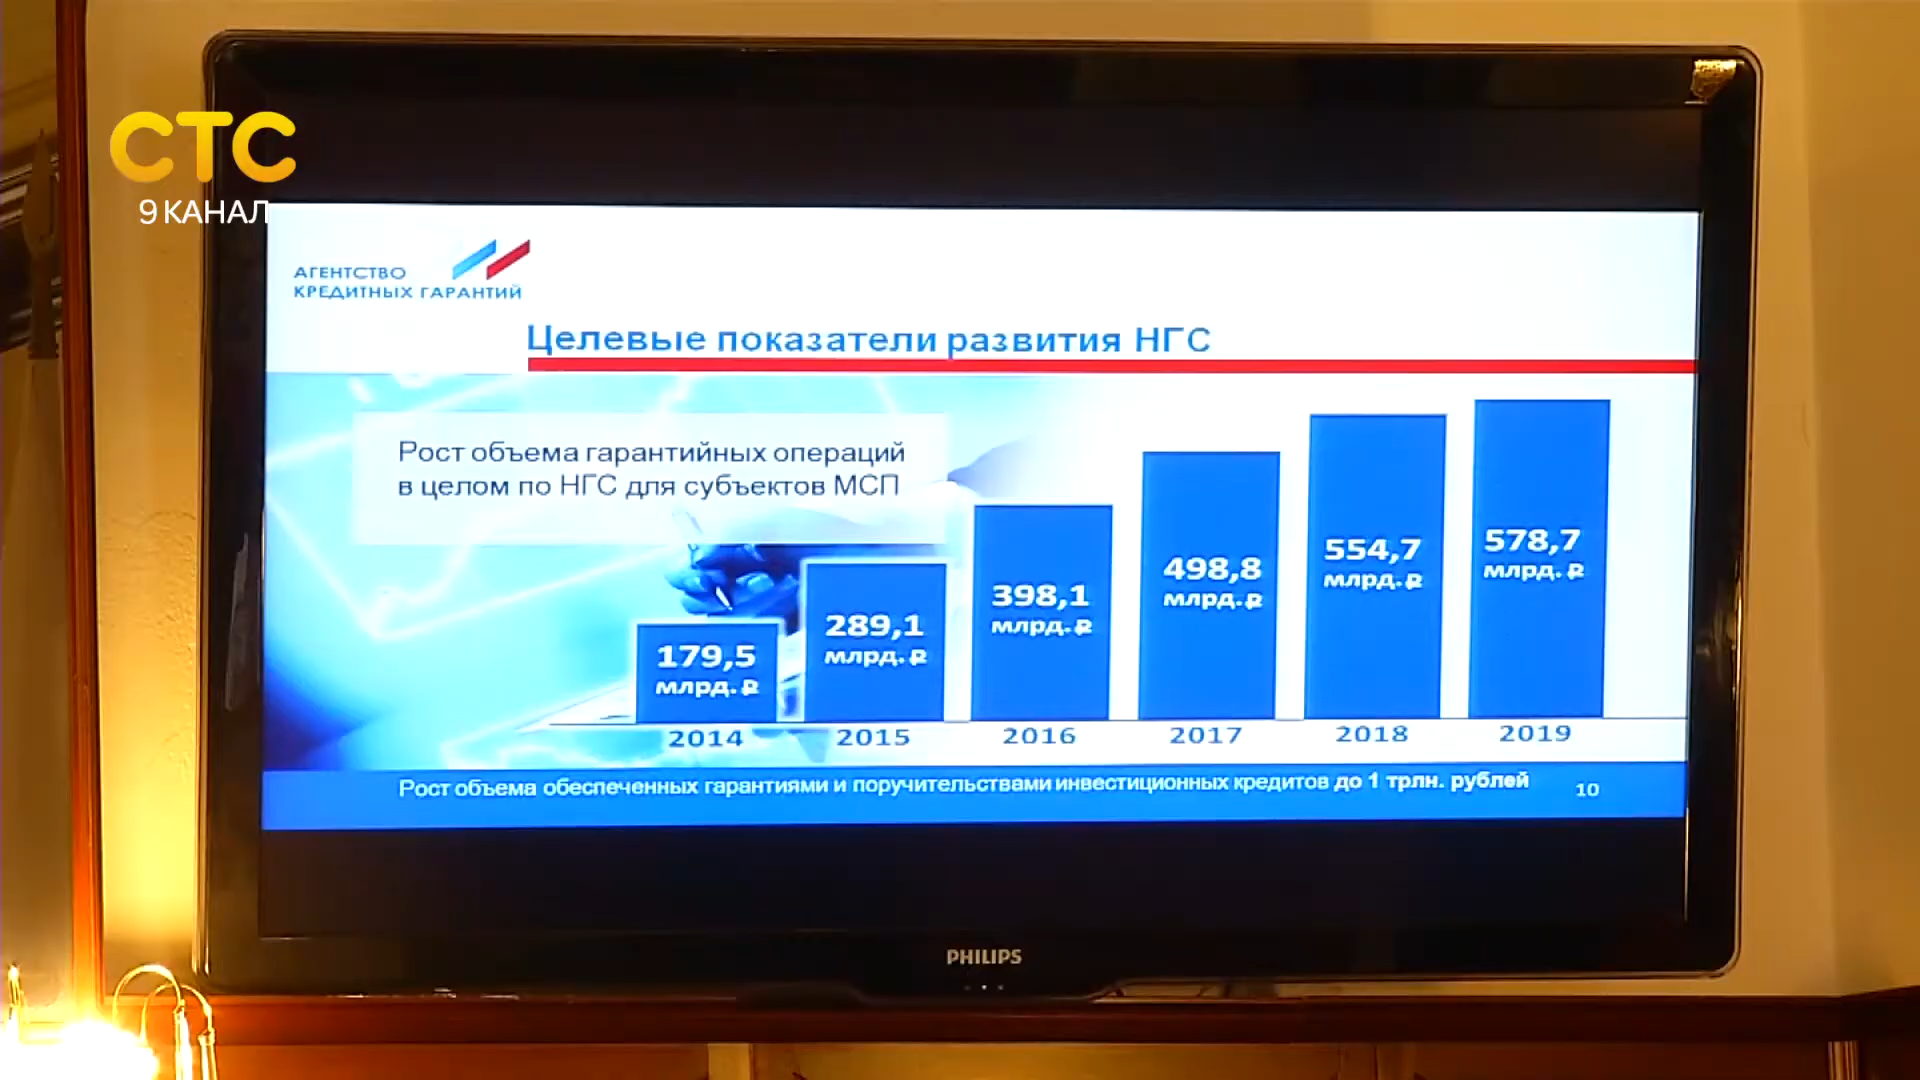 СТС
9 КАНАЛ
АГЕНТСТВО
КРЕДИТНЫХ ГАРАНТИЙ
Целевые показатели развития НГС
Рост объема гарантийных операций
в целом по НГС для субъектов МСП
179,5
млрд. ₽
289,1
млрд. ₽
398,1
млрд. ₽
498,8
млрд. ₽
554,7
млрд. ₽
578,7
млрд. ₽
2014 2015 2016 2017 2018 2019
Рост объема обеспеченных гарантиями и поручительствами инвестиционных кредитов до 1 трлн. рублей
10
PHILIPS